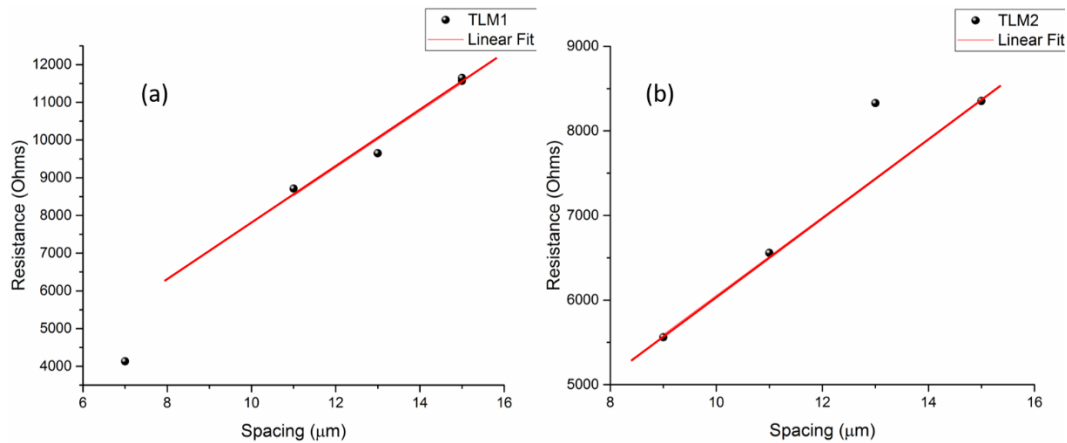 TLM1
Linear Fit
(a)
12000
11000
10000
9000
8000
7000
6000
5000
4000
Resistance (Ohms)
6 8 10 12 14 16
Spacing (μm)
TLM2
Linear Fit
(b)
9000
8000
7000
6000
5000
Resistance (Ohms)
8 10 12 14 16
Spacing (μm)